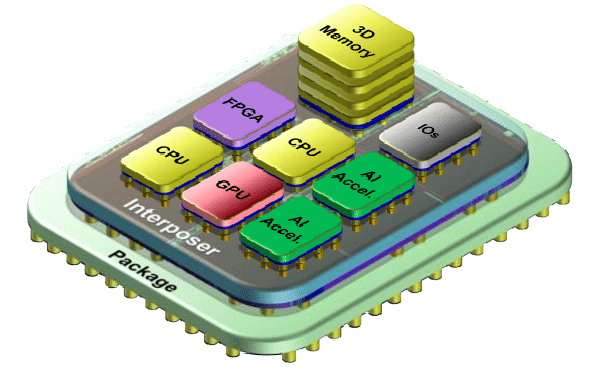 3D
Memory
FPGA
IOs
CPU
CPU
GPU
AI
Accel.
AI
Accel.
Interposer
Package